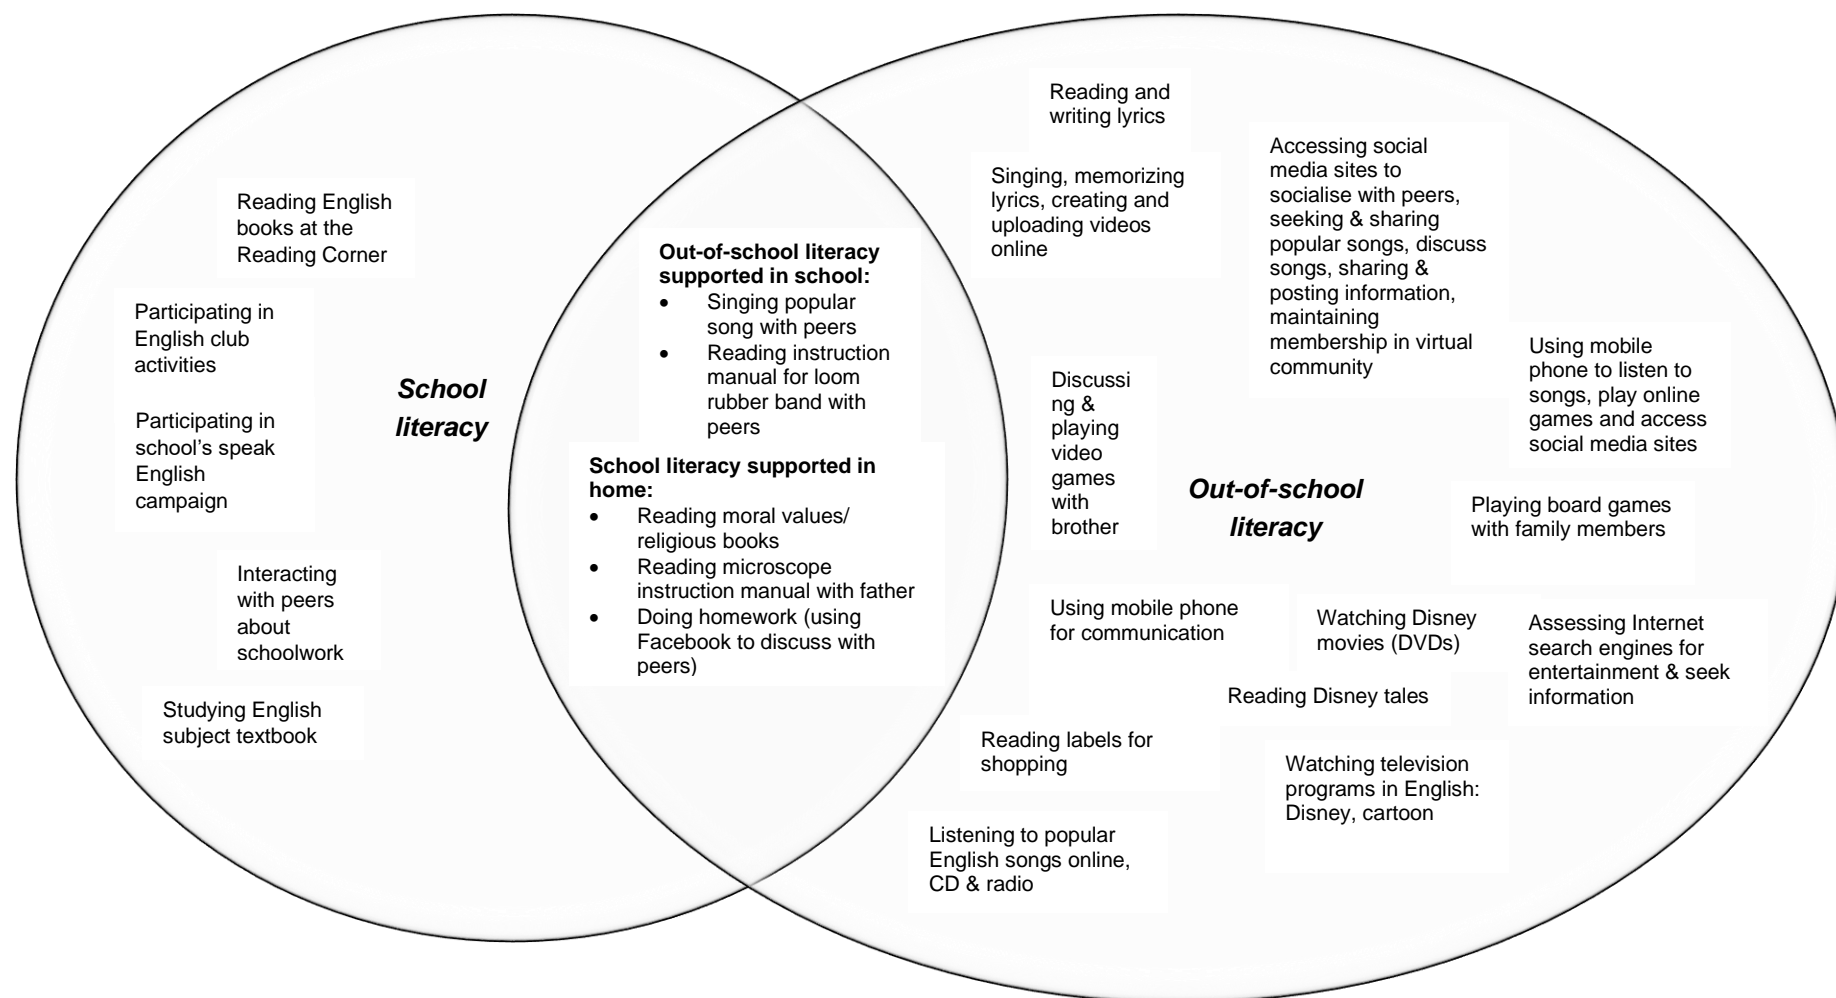 Reading English
books at the
Reading Corner
Participating in
English club
activities
Participating in
school’s speak
English
campaign
School
literacy
Interacting
with peers
about
schoolwork
Studying English
subject textbook
Out-of-school literacy
supported in school:
• Singing popular
song with peers
• Reading instruction
manual for loom
rubber band with
peers
School literacy supported in
home:
• Reading moral values/
religious books
• Reading microscope
instruction manual with father
• Doing homework (using
Facebook to discuss with
peers)
Reading and
writing lyrics
Singing, memorizing
lyrics, creating and
uploading videos
online
Accessing social
media sites to
socialise with peers,
seeking & sharing
popular songs, discuss
songs, sharing &
posting information,
maintaining
membership in virtual
community
Using mobile
phone to listen to
songs, play online
games and access
social media sites
Discussi
ng &
playing
video
games
with
brother
Out-of-school
literacy
Playing board games
with family members
Using mobile phone
for communication
Watching Disney
movies (DVDs)
Assessing Internet
search engines for
entertainment & seek
information
Reading Disney tales
Reading labels for
shopping
Watching television
programs in English:
Disney, cartoon
Listening to popular
English songs online,
CD & radio